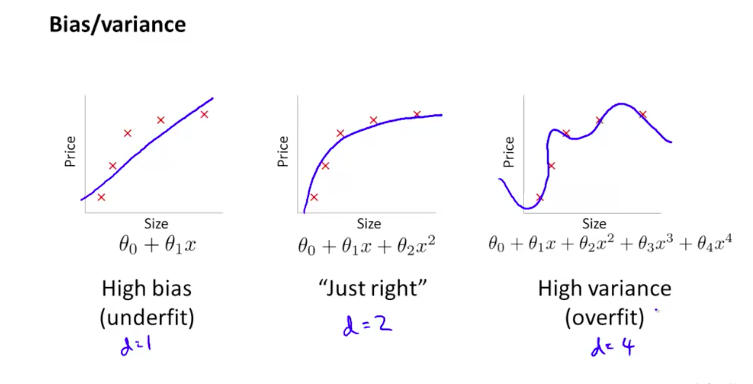 Bias/variance
Price
Size
θ₀ + θ₁x
High bias
(underfit)
d=1
Price
Size
θ₀ + θ₁x + θ₂x²
“Just right”
d=2
Price
Size
θ₀ + θ₁x + θ₂x² + θ₃x³ + θ₄x⁴
High variance
(overfit)
d=4